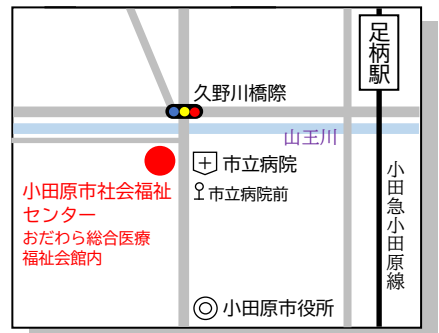 足柄駅
久野川橋際
山王川
市立病院
市立病院前
小田原市社会福祉
センター
おだわら総合医療
福祉会館内
小田急小田原線
小田原市役所